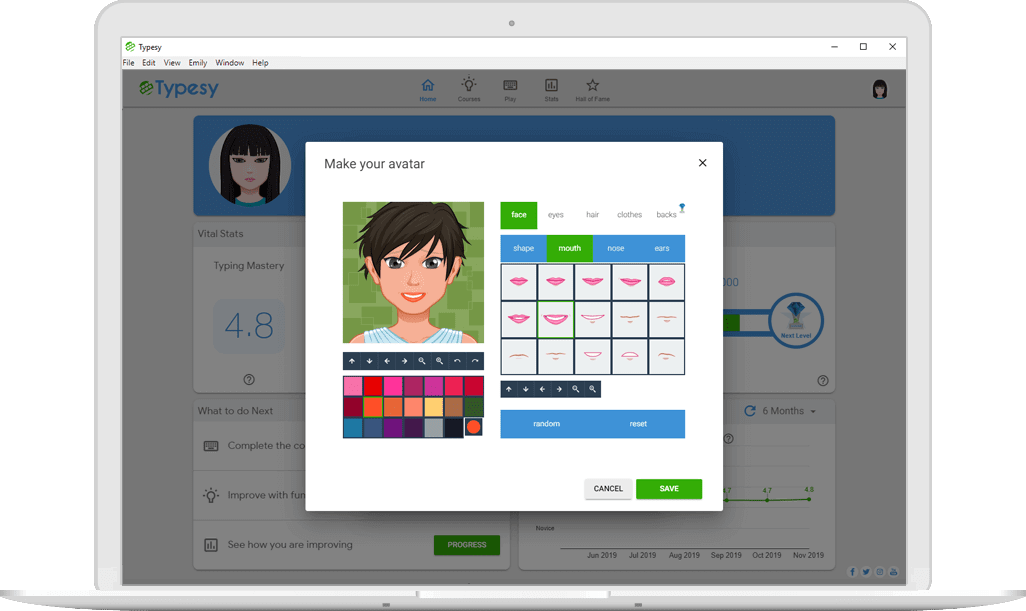 Typesy
File Edit View Emily Window Help
Typesy
Home Courses Play Stats Hall of Fame
Make your avatar
face eyes hair clothes backs
shape mouth nose ears
random reset
CANCEL SAVE
Vital Stats
Typing Mastery
4.8
000
Next Level
What to do Next
Complete the co
Improve with fun
See how you are improving
PROGRESS
6 Months
4.7 4.7 4.8
Novice
Jun 2019 Jul 2019 Aug 2019 Sep 2019 Oct 2019 Nov 2019